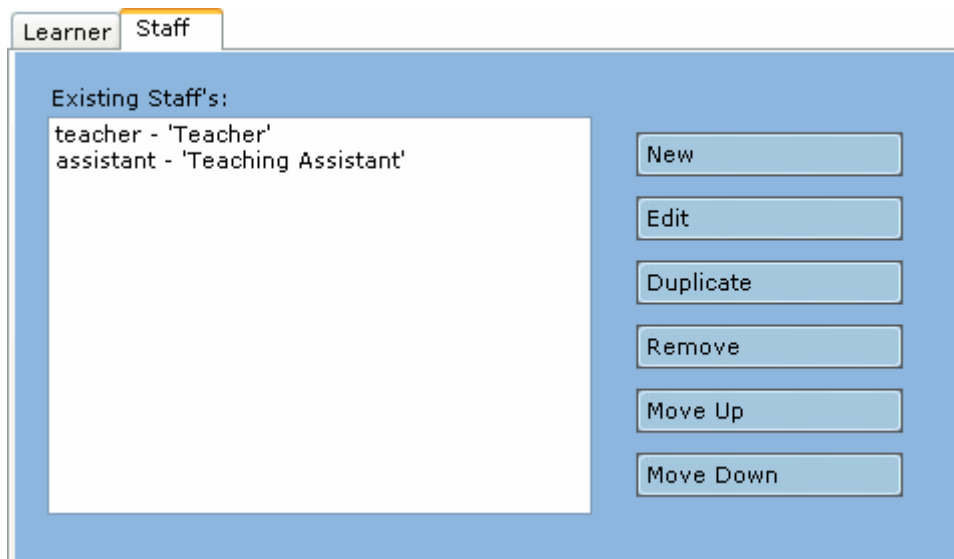 Learner Staff
Existing Staff's:
teacher - 'Teacher'
assistant - 'Teaching Assistant'
New
Edit
Duplicate
Remove
Move Up
Move Down